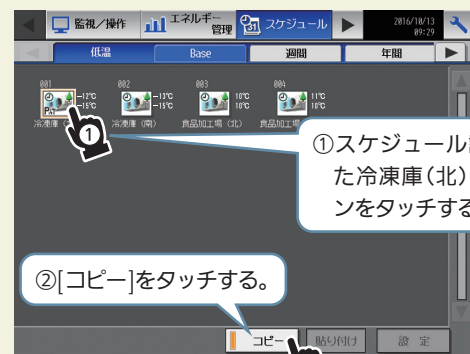 監視/操作 エネルギー管理 スケジュール 2016/10/13 09:29
低温 Base 週間 年間
001 002 003 004
-12℃ -13℃ 10℃ 11℃
-15℃ -15℃ 10℃ 10℃
冷凍庫 冷凍庫（南） 食品加工場（北） 食品加工場
①
①スケジュール
た冷凍庫（北）
ンをタッチする
②[コピー]をタッチする。
コピー 貼り付け 設定